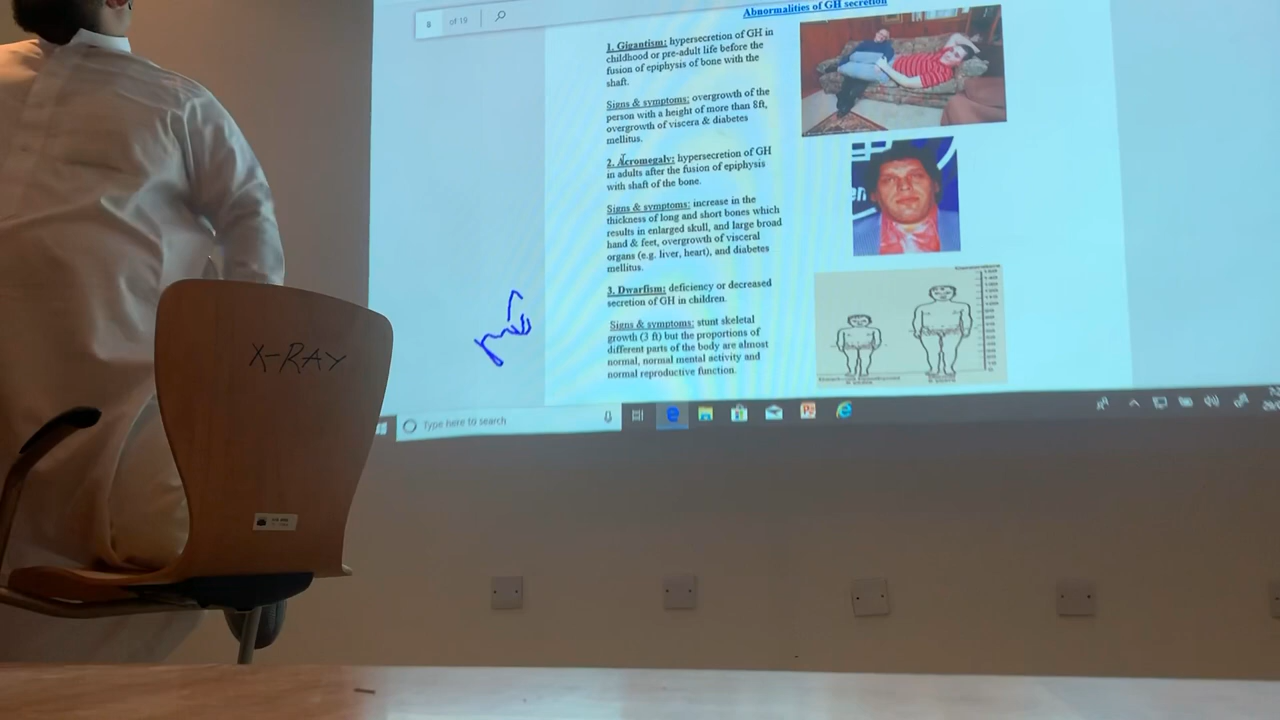 8 of 19
Abnormalities of GH secretion
1. Gigantism: hypersecretion of GH in
childhood or pre-adult life before the
fusion of epiphysis of bone with the
shaft.
Signs & symptoms: overgrowth of the
person with a height of more than 8ft,
overgrowth of viscera & diabetes
mellitus.
2. Acromegaly: hypersecretion of GH
in adults after the fusion of epiphysis
with shaft of the bone.
Signs & symptoms: increase in the
thickness of long and short bones which
results in enlarged skull, and large broad
hand & feet, overgrowth of visceral
organs (e.g. liver, heart), and diabetes
mellitus.
3. Dwarfism: deficiency or decreased
secretion of GH in children.
Signs & symptoms: stunt skeletal
growth (3 ft) but the proportions of
different parts of the body are almost
normal, normal mental activity and
normal reproductive function.
Type here to search
X-RAY